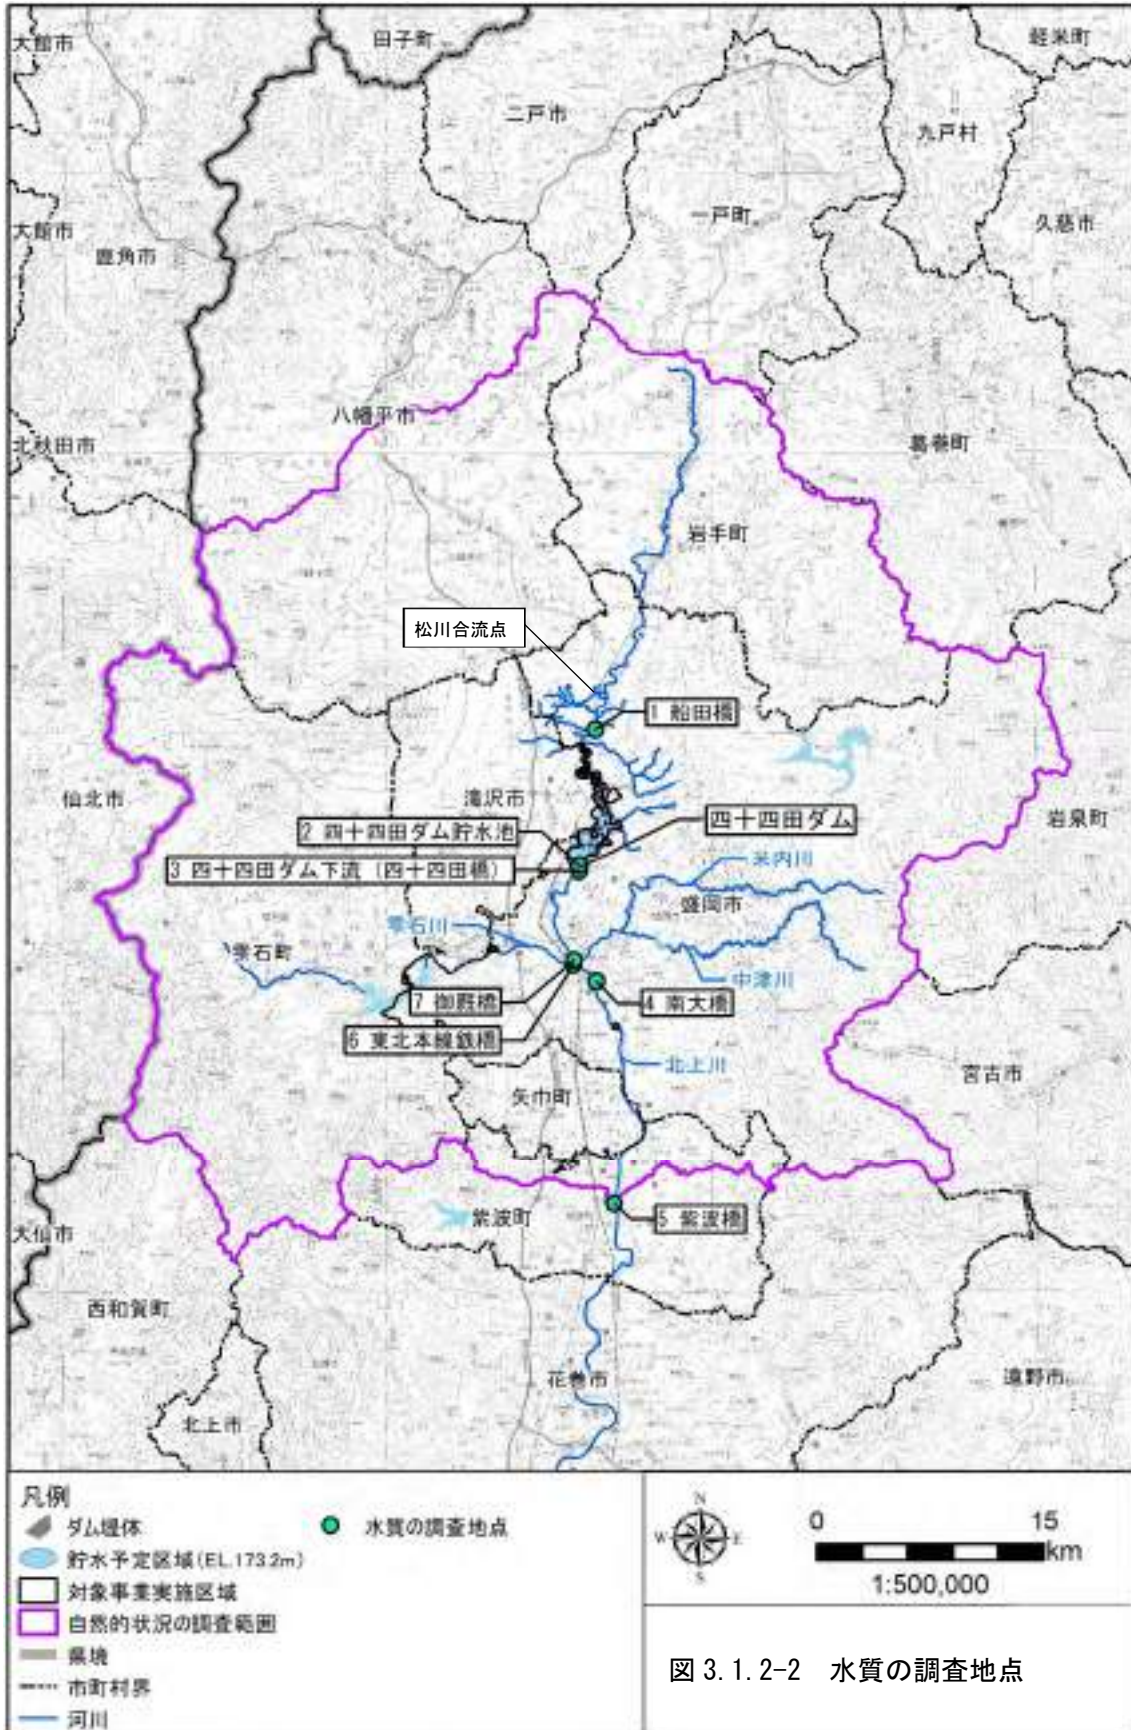 大館市
田子町
軽米町
二戸市
九戸村
大館市
鹿角市
一戸町
久慈市
八幡平市
北秋田市
葛巻町
岩手町
松川合流点
1 船田橋
仙北市
滝沢市
2 四十四田ダム貯水池
四十四田ダム
岩泉町
3 四十四田ダム下流 (四十四田橋)
米内川
盛岡市
雫石川
雫石町
中津川
7 御厩橋
4 南大橋
6 東北本線鉄橋
北上川
宮古市
矢巾町
紫波町
5 紫波橋
大仙市
西和賀町
花巻市
遠野市
北上市
凡例
ダム堤体
水質の調査地点
貯水予定区域(EL.173.2m)
対象事業実施区域
自然的状況の調査範囲
県境
市町村界
河川
N
W E
S
0 15
km
1:500,000
図 3.1.2-2 水質の調査地点